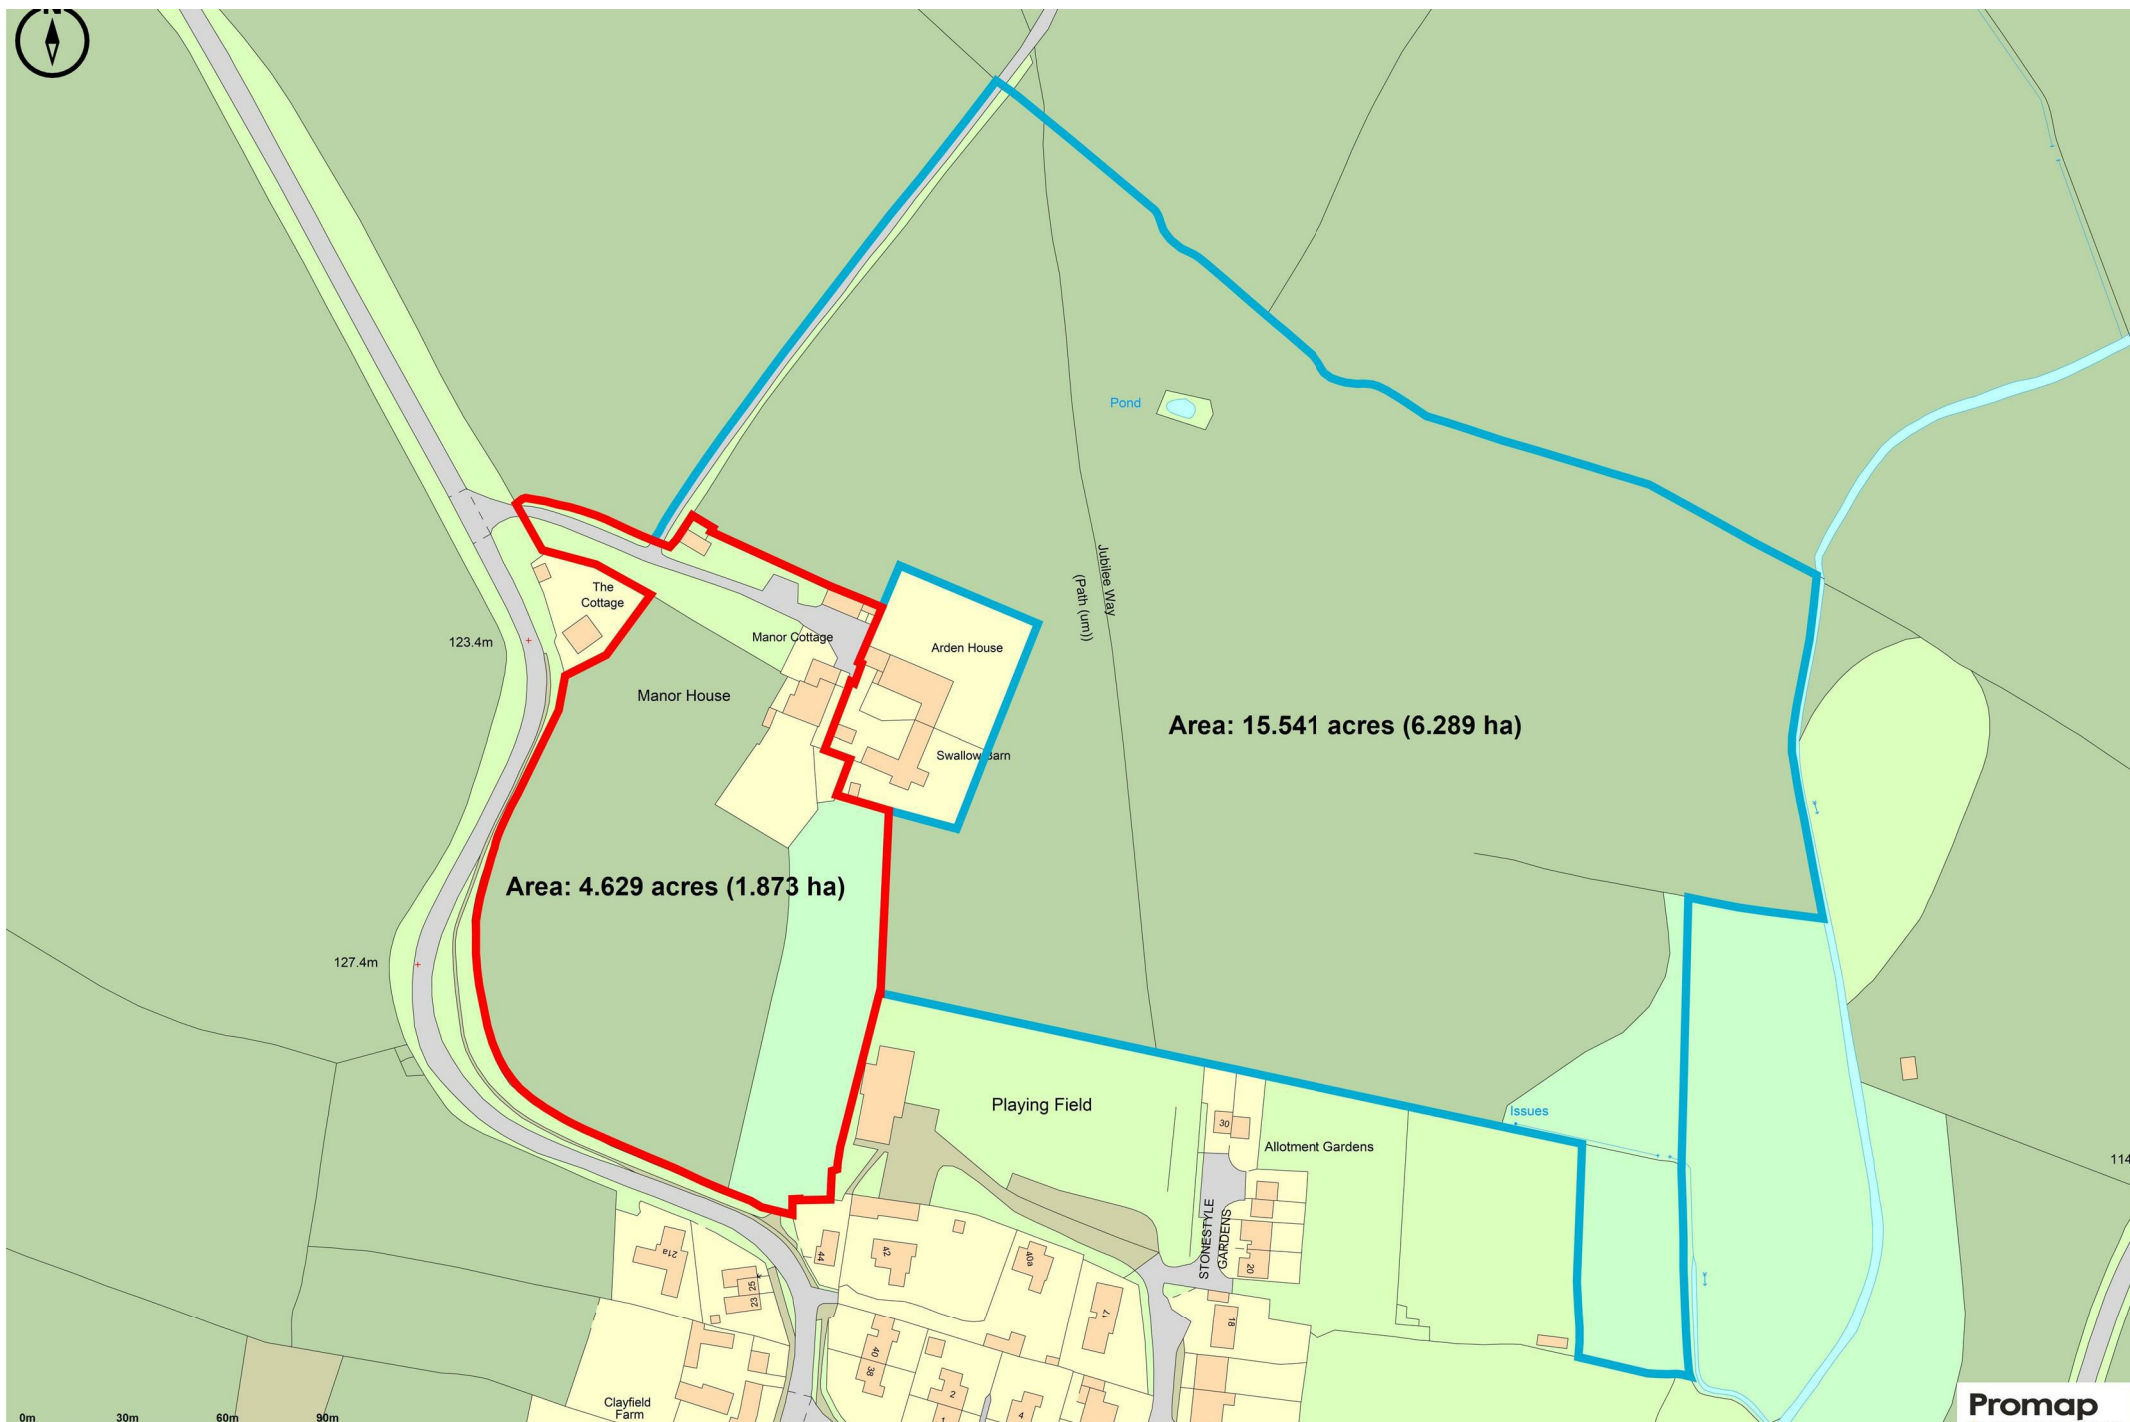 N
Pond
Jubilee Way
(Path (um))
The
Cottage
123.4m
Manor Cottage
Arden House
Manor House
Area: 15.541 acres (6.289 ha)
Swallow Barn
Area: 4.629 acres (1.873 ha)
127.4m
Playing Field
Issues
30
Allotment Gardens
114
STONESTYLE
GARDENS
21a
44
42
40a
20
25
23
17
18
40
38
2
1
4
Clayfield
Farm
0m
30m
60m
90m
Promap